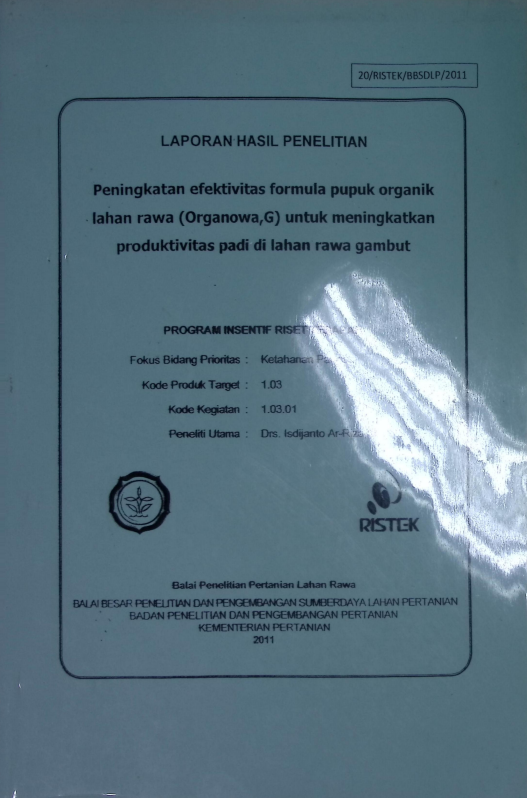 20/RISTEK/BBSDLP/2011
LAPORAN HASIL PENELITIAN
Peningkatan efektivitas formula pupuk organik
lahan rawa (Organowa,G) untuk meningkatkan
produktivitas padi di lahan rawa gambut
PROGRAM INSENTIF RISET
Fokus Bidang Prioritas : Ketahanan
Kode Produk Target : 1.03
Kode Kegiatan : 1.03.01
Peneliti Utama : Drs. Isdijanto
RISTEK
Balai Penelitian Pertanian Lahan Rawa
BALAI BESAR PENELITIAN DAN PENGEMBANGAN SUMBERDAYA LAHAN PERTANIAN
BADAN PENELITIAN DAN PENGEMBANGAN PERTANIAN
KEMENTERIAN PERTANIAN
2011